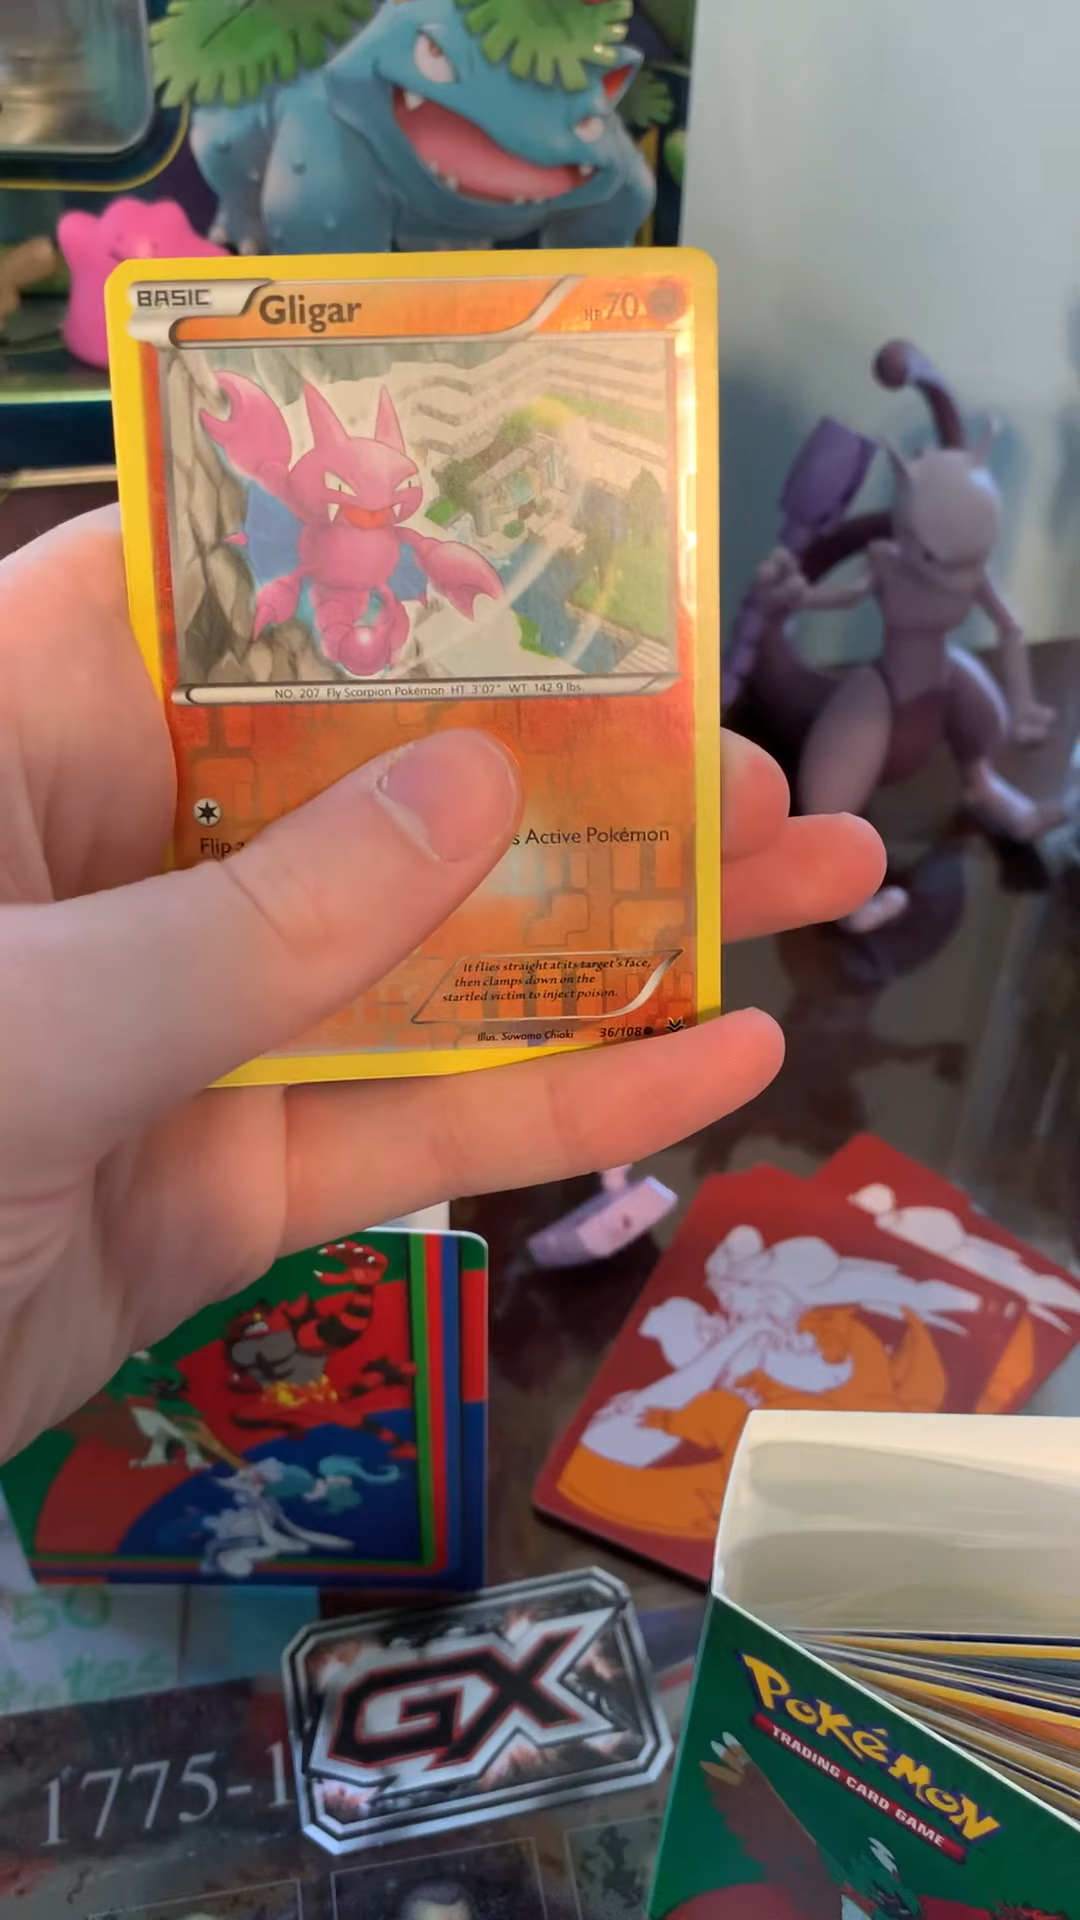 BASIC
Gligar
HP70
NO. 207 Fly Scorpion Pokémon HT: 3'07" WT: 142.9 lbs.
Flip
s Active Pokémon
It flies straight at its target's face,
then clamps down on the
startled victim to inject poison.
Illus. Suwama Chiaki 36/108
GX
50
1775-1
POKéMON
TRADING CARD GAME